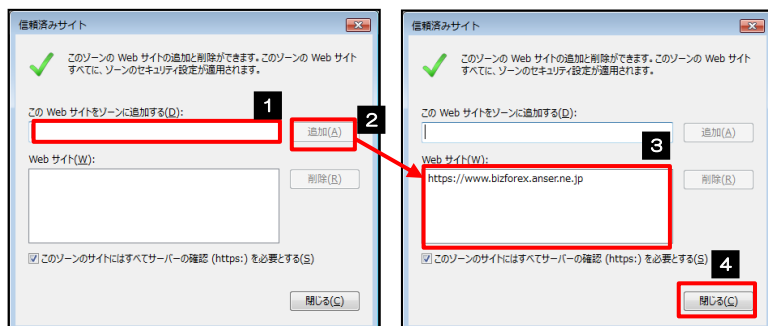 信頼済みサイト
このゾーンの Web サイトの追加と削除ができます。このゾーンの Web サイト
すべてに、ゾーンのセキュリティ設定が適用されます。
1
この Web サイトをゾーンに追加する(D):
追加(A)
2
Web サイト(W):
削除(R)
このゾーンのサイトにはすべてサーバーの確認 (https:) を必要とする(S)
閉じる(C)
信頼済みサイト
このゾーンの Web サイトの追加と削除ができます。このゾーンの Web サイト
すべてに、ゾーンのセキュリティ設定が適用されます。
この Web サイトをゾーンに追加する(D):
追加(A)
3
Web サイト(W):
https://www.bizforex.anser.ne.jp
削除(R)
このゾーンのサイトにはすべてサーバーの確認 (https:) を必要とする(S)
4
閉じる(C)